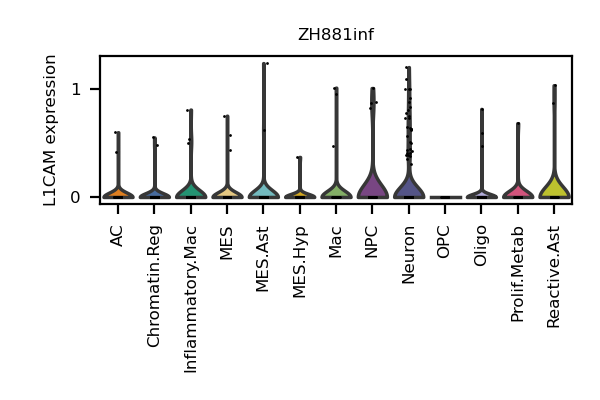 ZH881inf
L1CAM expression
1
0
AC
Chromatin.Reg
Inflammatory.Mac
MES
MES.Ast
MES.Hyp
Mac
NPC
Neuron
OPC
Oligo
Prolif.Metab
Reactive.Ast